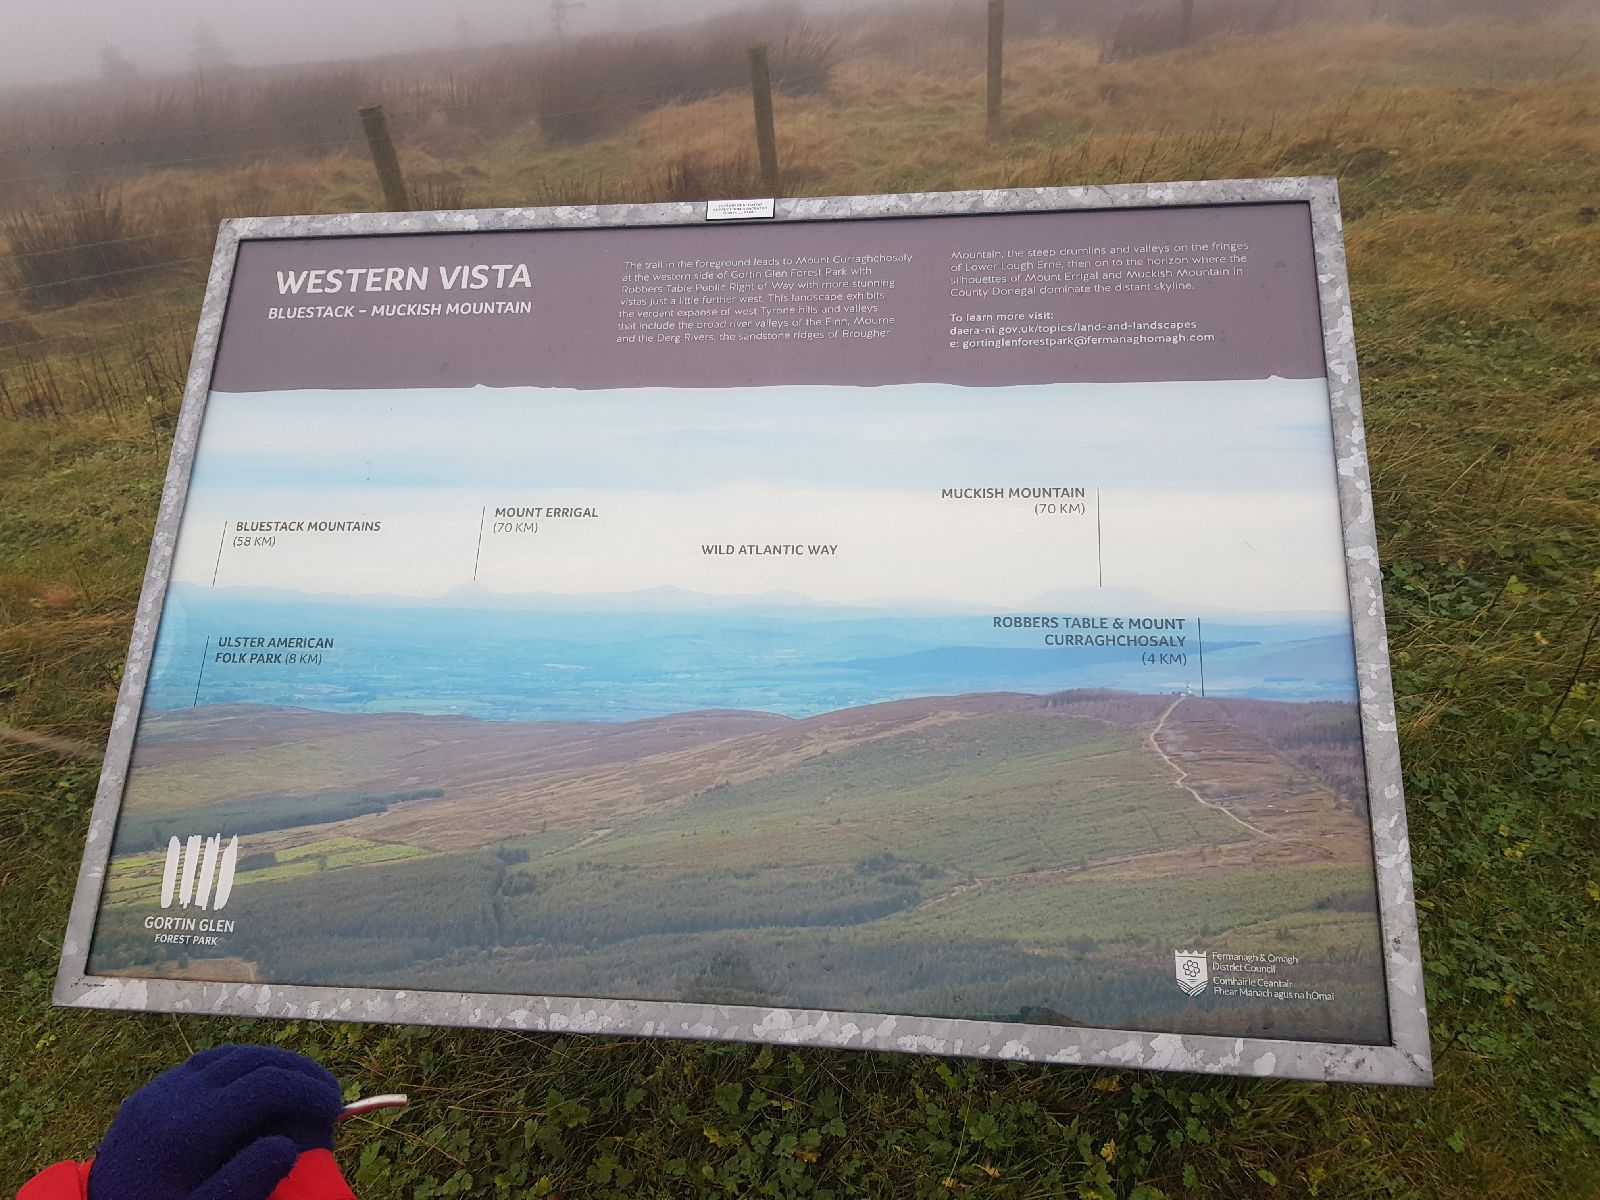 WESTERN VISTA
BLUESTACK – MUCKISH MOUNTAIN
The trail in the foreground leads to Mount Curraghchosaly
at the western side of Gortin Glen Forest Park with
Robbers Table Public Right of Way with more stunning
vistas just a little further west. This landscape exhibits
the verdant expanse of west Tyrone hills and valleys
that include the broad river valleys of the Finn, Mourne
and the Derg Rivers, the sandstone ridges of Brougher
Mountain, the steep drumlins and valleys on the fringes
of Lower Lough Erne, then on to the horizon where the
silhouettes of Mount Errigal and Muckish Mountain in
County Donegal dominate the distant skyline.
To learn more visit:
daera-ni.gov.uk/topics/land-and-landscapes
e: gortinglenforestpark@fermanaghomagh.com
BLUESTACK MOUNTAINS
(58 KM)
MOUNT ERRIGAL
(70 KM)
WILD ATLANTIC WAY
MUCKISH MOUNTAIN
(70 KM)
ULSTER AMERICAN
FOLK PARK (8 KM)
ROBBERS TABLE & MOUNT
CURRAGHCHOSALY
(4 KM)
GORTIN GLEN
FOREST PARK
Fermanagh & Omagh
District Council
Comhairle Ceantair
Fhear Manach agus na hÓmaí